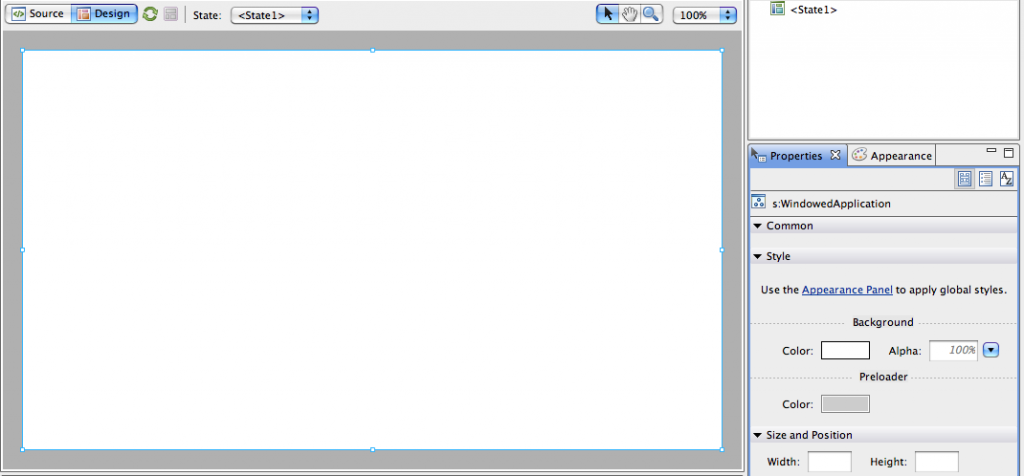 Source Design State: <State1> 100%
<State1>
Properties Appearance
s:WindowedApplication
Common
Style
Use the Appearance Panel to apply global styles.
Background
Color: Alpha: 100%
Preloader
Color:
Size and Position
Width: Height: